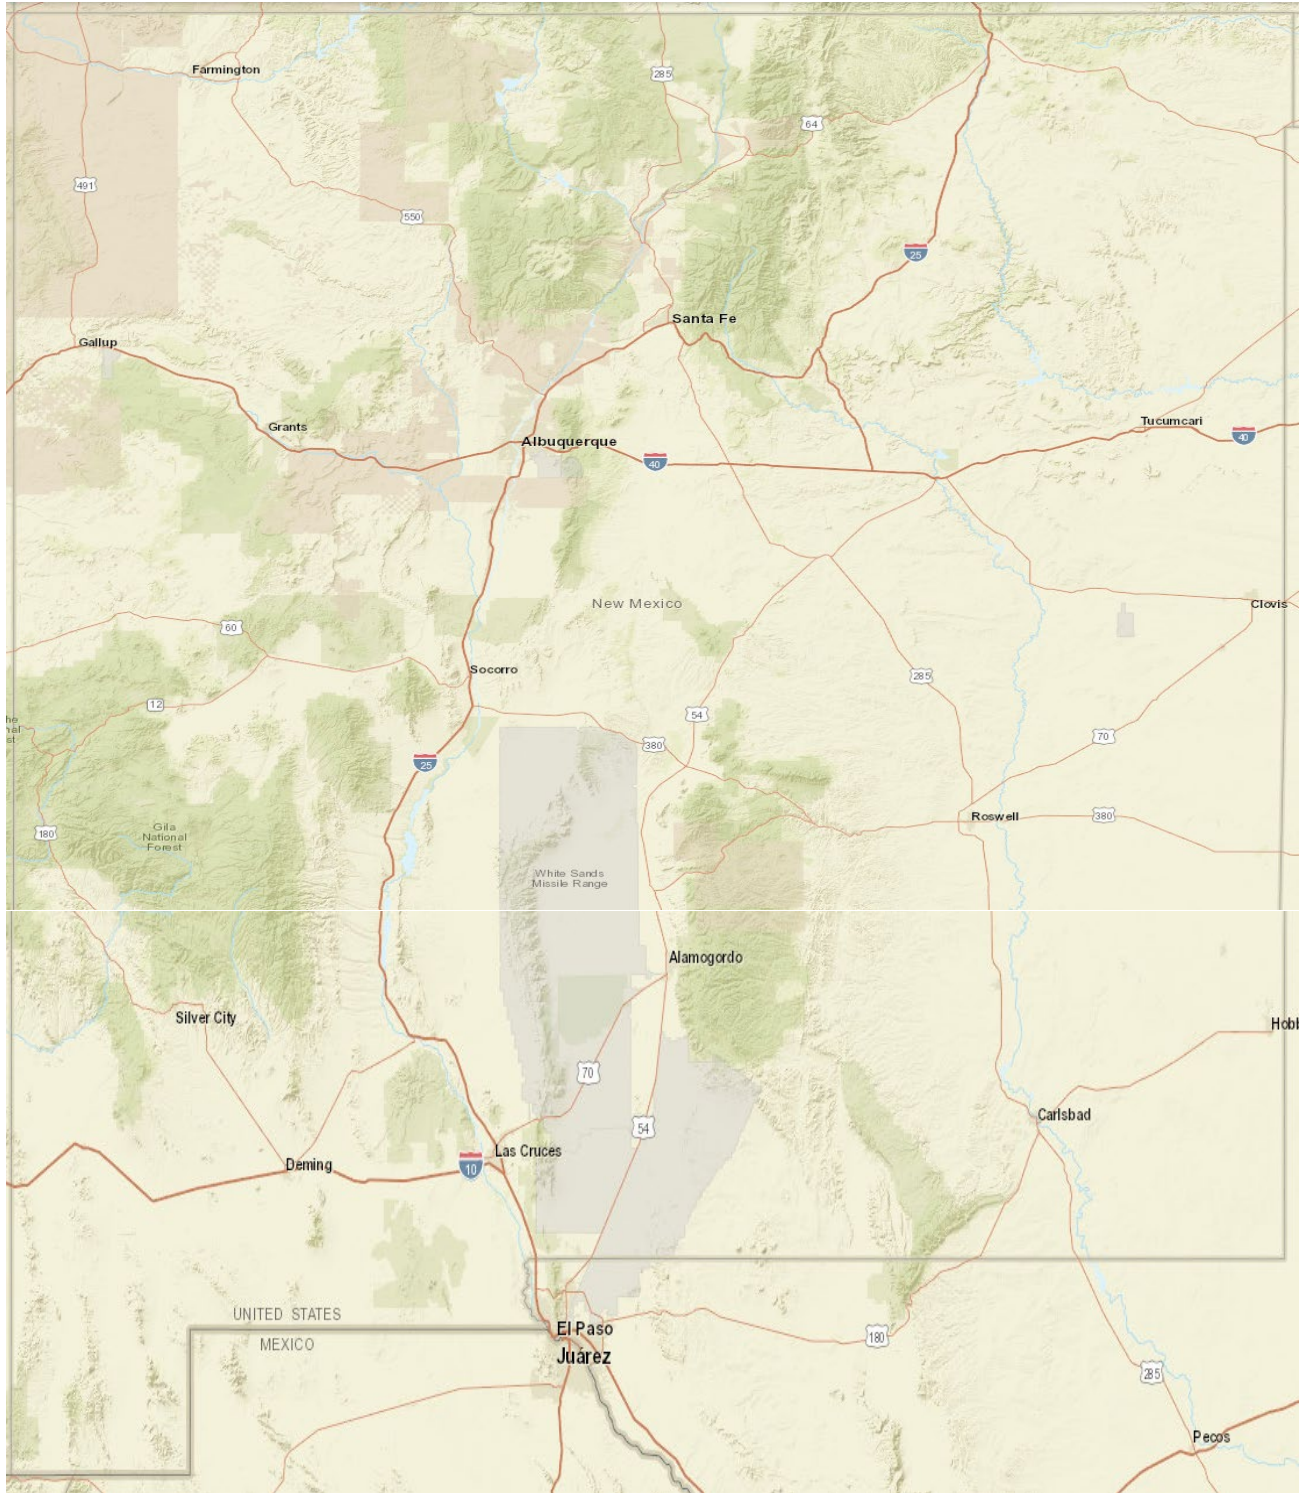 Farmington
285
64
491
550
25
Santa Fe
Gallup
Grants
Tucumcari
Albuquerque
40
40
New Mexico
Clovis
60
Socorro
285
12
54
70
380
25
Roswell
380
180
Gila
National
Forest
White Sands
Missile Range
Alamogordo
Silver City
Hobb
70
Carlsbad
54
Las Cruces
Deming
10
UNITED STATES
MEXICO
El Paso
Juárez
180
285
Pecos